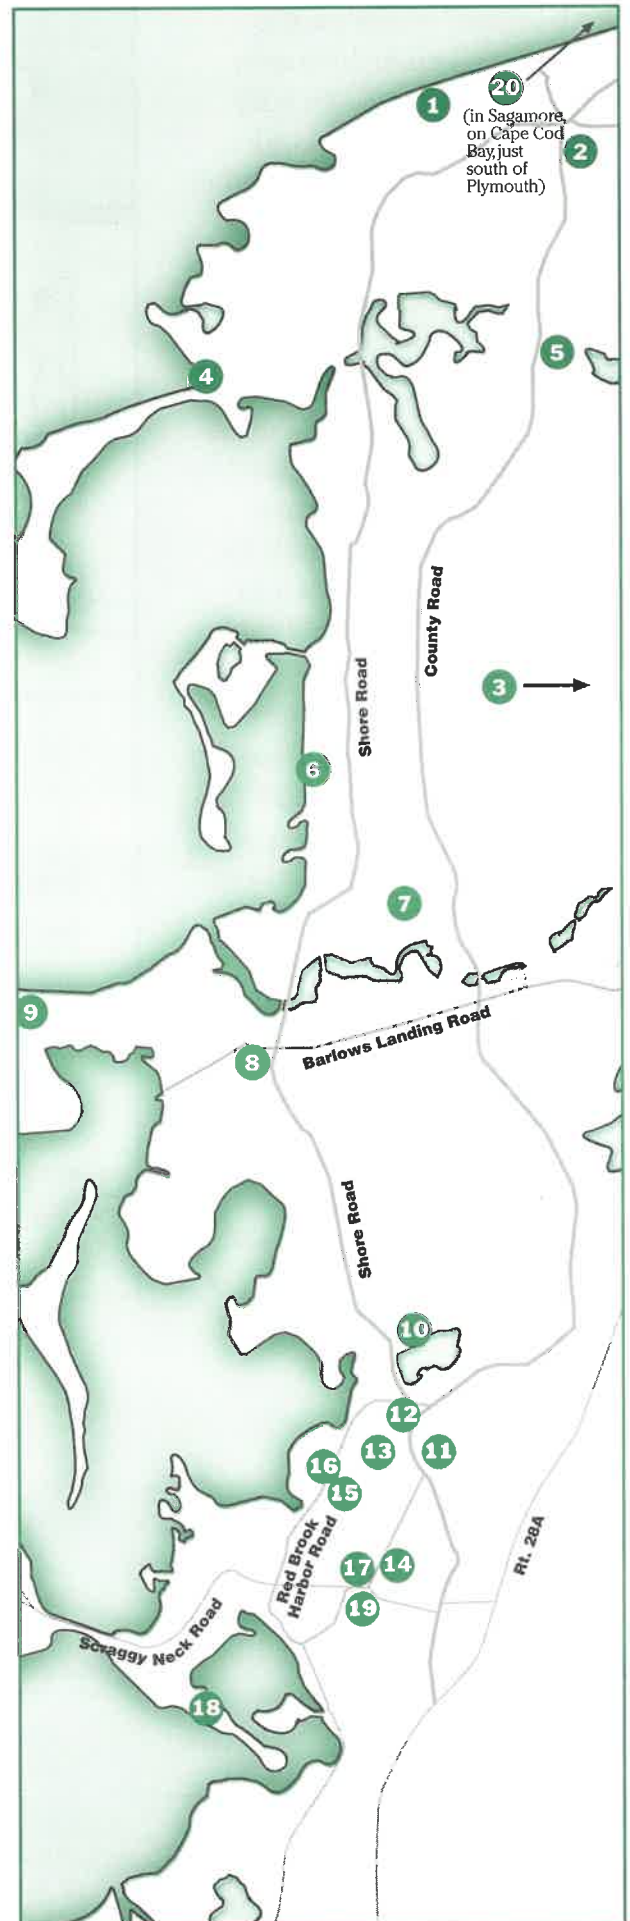 20
1
(in Sagamore,
on Cape Cod
Bay, just
south of
Plymouth)
2
5
4
County Road
3
Shore Road
6
7
9
8
Barlows Landing Road
Shore Road
10
12
13
11
16
15
Red Brook
Harbor Road
17
14
Rt. 28A
19
Scraggy Neck Road
18